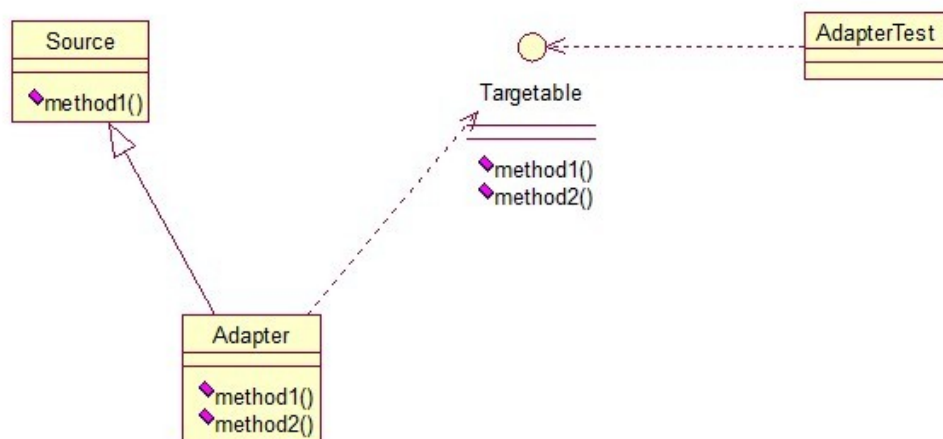 Source
method1()
Targetable
method1()
method2()
AdapterTest
Adapter
method1()
method2()